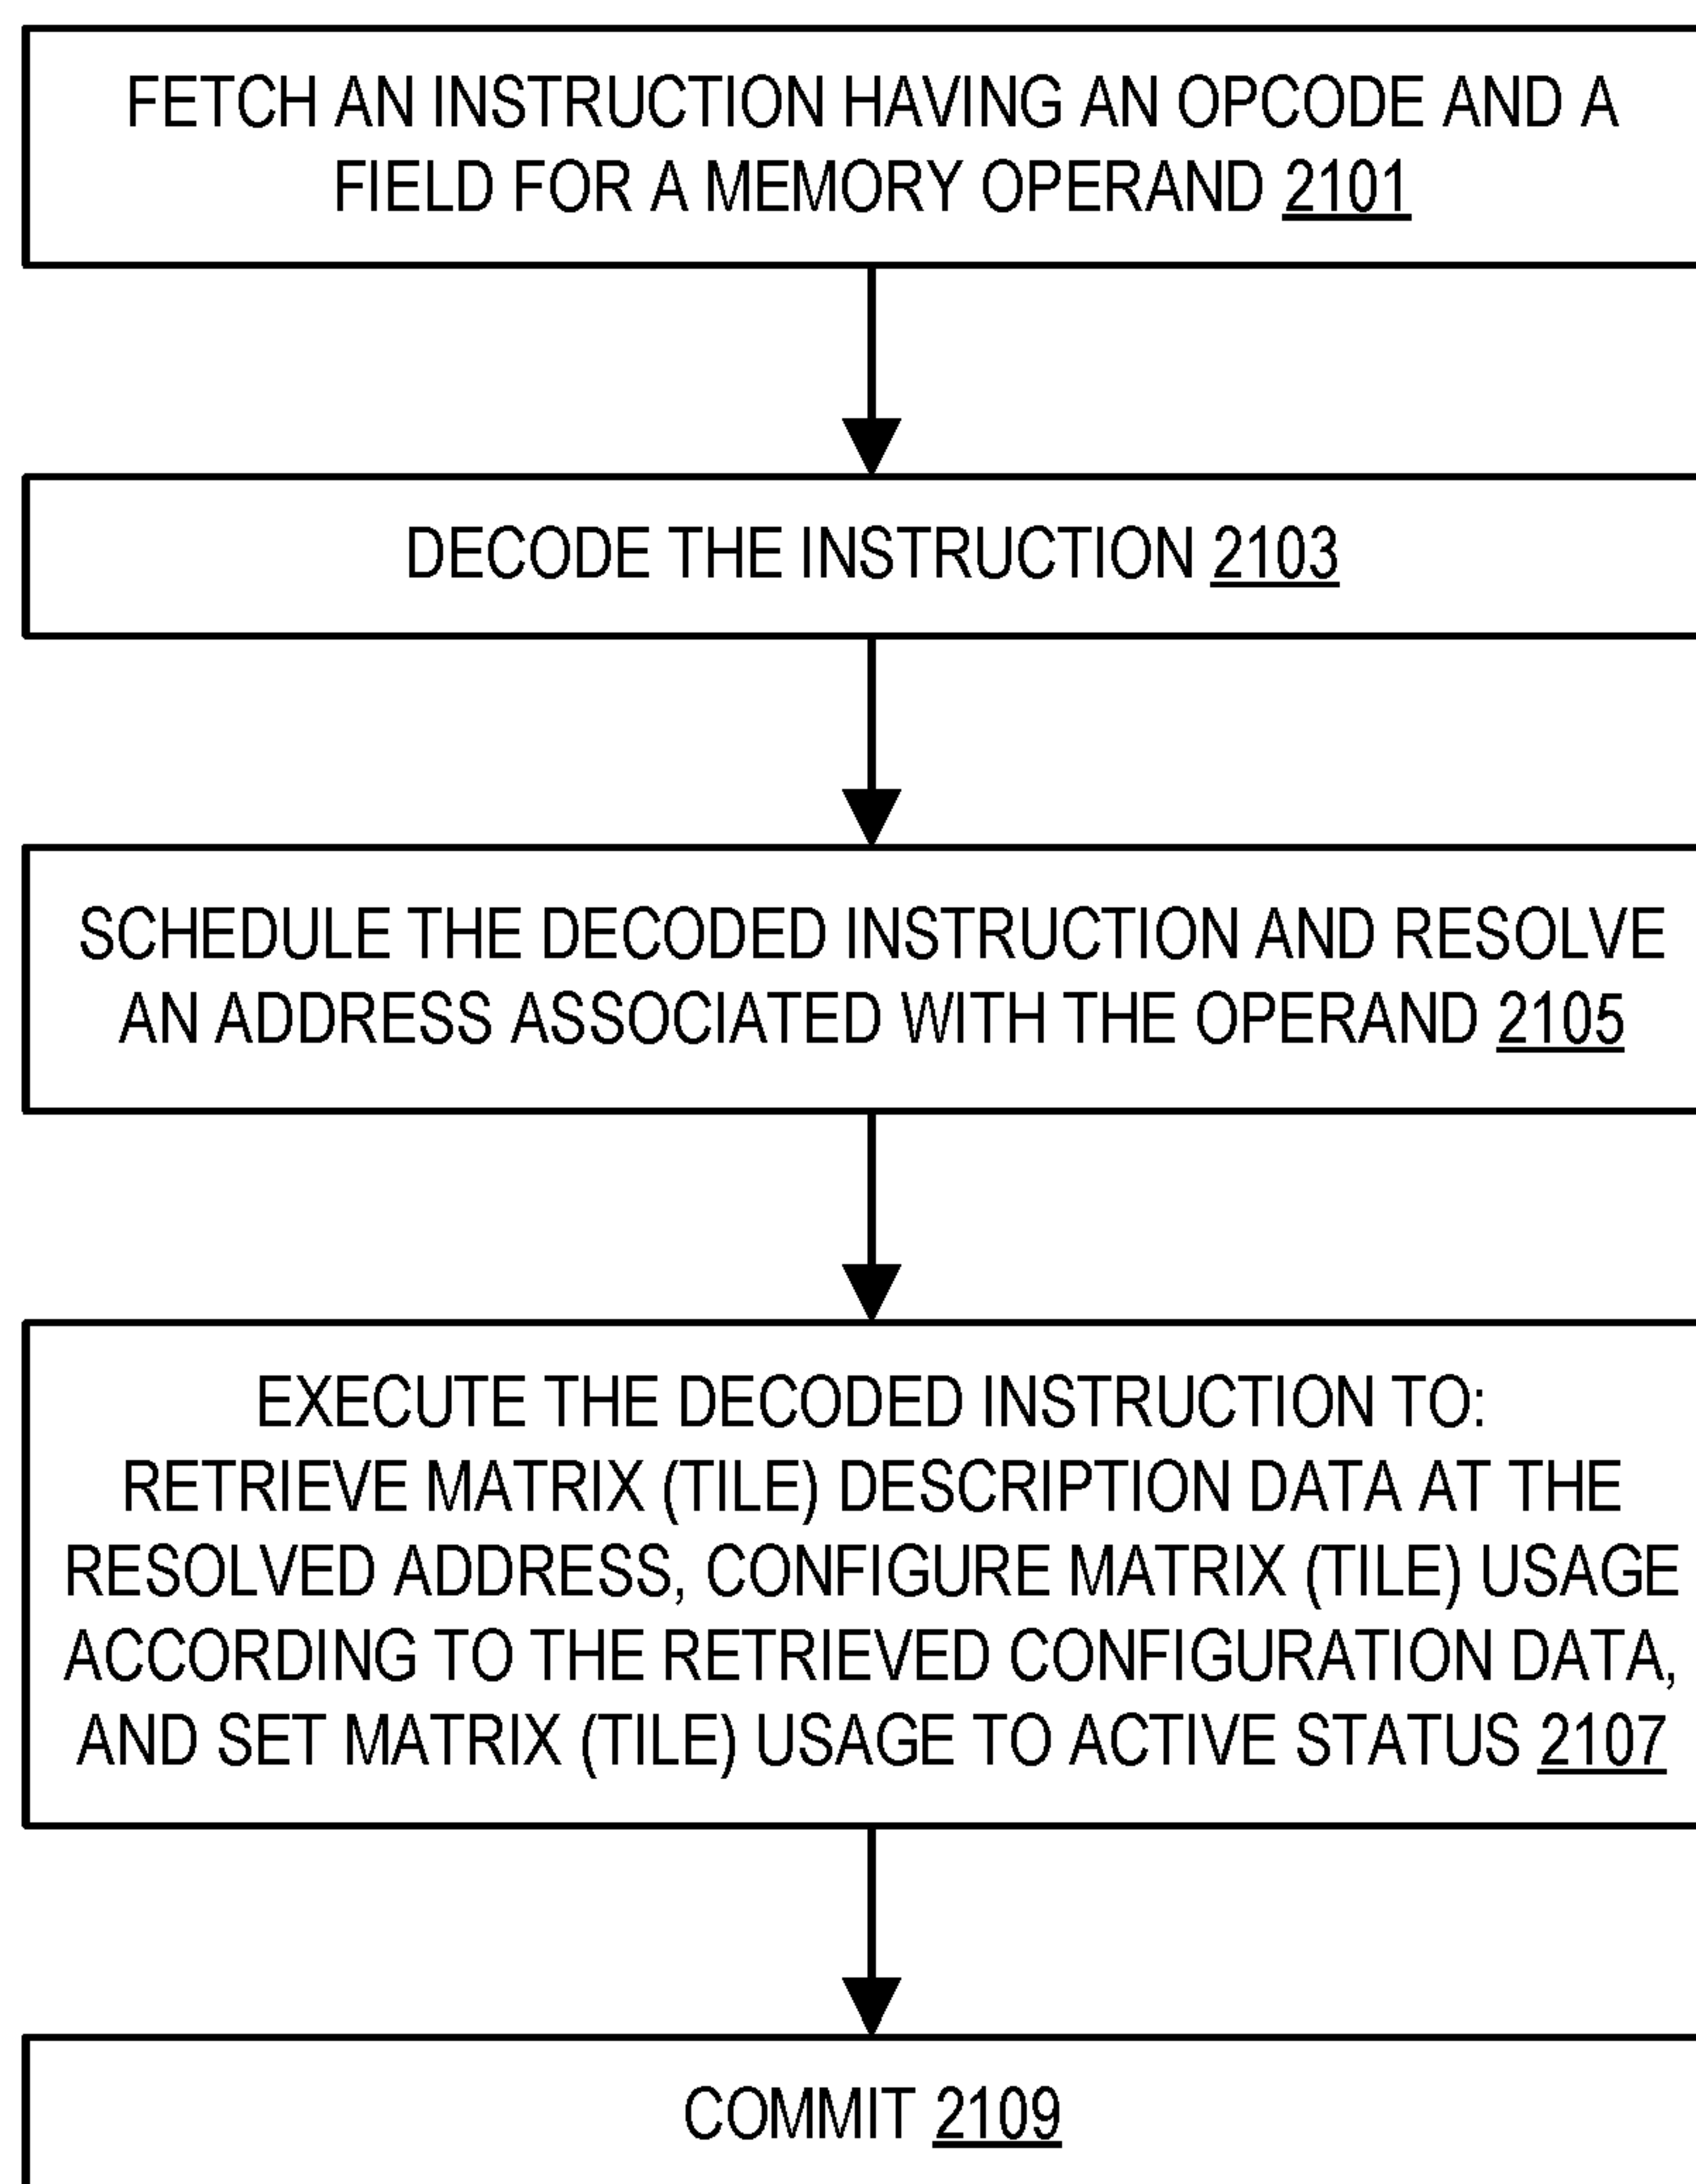 FETCH AN INSTRUCTION HAVING AN OPCODE AND A
FIELD FOR A MEMORY OPERAND 2101
DECODE THE INSTRUCTION 2103
SCHEDULE THE DECODED INSTRUCTION AND RESOLVE
AN ADDRESS ASSOCIATED WITH THE OPERAND 2105
EXECUTE THE DECODED INSTRUCTION TO:
RETRIEVE MATRIX (TILE) DESCRIPTION DATA AT THE
RESOLVED ADDRESS, CONFIGURE MATRIX (TILE) USAGE
ACCORDING TO THE RETRIEVED CONFIGURATION DATA,
AND SET MATRIX (TILE) USAGE TO ACTIVE STATUS 2107
COMMIT 2109